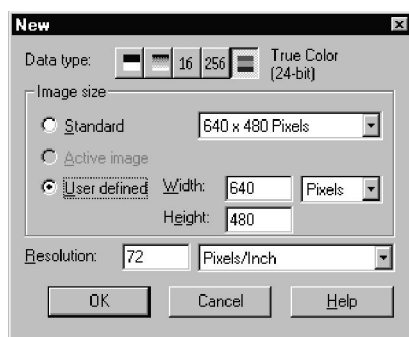 New
Data type: 16 256 True Color
(24-bit)
Image size
Standard 640 x 480 Pixels
Active image
User defined Width: 640 Pixels
Height: 480
Resolution: 72 Pixels/Inch
OK Cancel Help